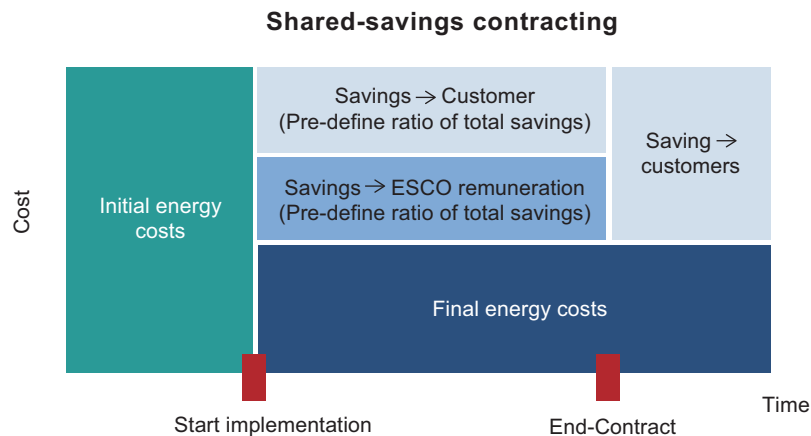 Shared-savings contracting
Cost
Initial energy
costs
Savings → Customer
(Pre-define ratio of total savings)
Savings → ESCO remuneration
(Pre-define ratio of total savings)
Saving →
customers
Final energy costs
Time
Start implementation
End-Contract